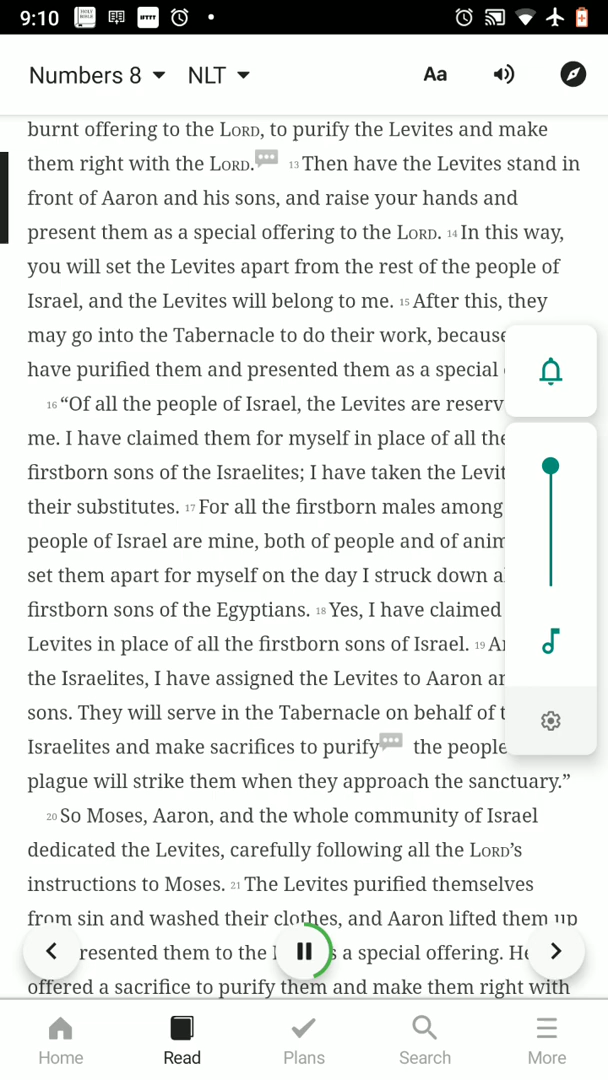 9:10
HOLY BIBLE
IFTTT
Numbers 8 NLT Aa
burnt offering to the LORD, to purify the Levites and make
them right with the LORD. 13 Then have the Levites stand in
front of Aaron and his sons, and raise your hands and
present them as a special offering to the LORD. 14 In this way,
you will set the Levites apart from the rest of the people of
Israel, and the Levites will belong to me. 15 After this, they
may go into the Tabernacle to do their work, because
have purified them and presented them as a special
16 “Of all the people of Israel, the Levites are reserv
me. I have claimed them for myself in place of all the
firstborn sons of the Israelites; I have taken the Levit
their substitutes. 17 For all the firstborn males among
people of Israel are mine, both of people and of anim
set them apart for myself on the day I struck down a
firstborn sons of the Egyptians. 18 Yes, I have claimed
Levites in place of all the firstborn sons of Israel. 19 A
the Israelites, I have assigned the Levites to Aaron an
sons. They will serve in the Tabernacle on behalf of t
Israelites and make sacrifices to purify the people
plague will strike them when they approach the sanctuary.”
20 So Moses, Aaron, and the whole community of Israel
dedicated the Levites, carefully following all the LORD’s
instructions to Moses. 21 The Levites purified themselves
from sin and washed their clothes, and Aaron lifted them up
resented them to the s a special offering. He
offered a sacrifice to purify them and make them right with
Home Read Plans Search More